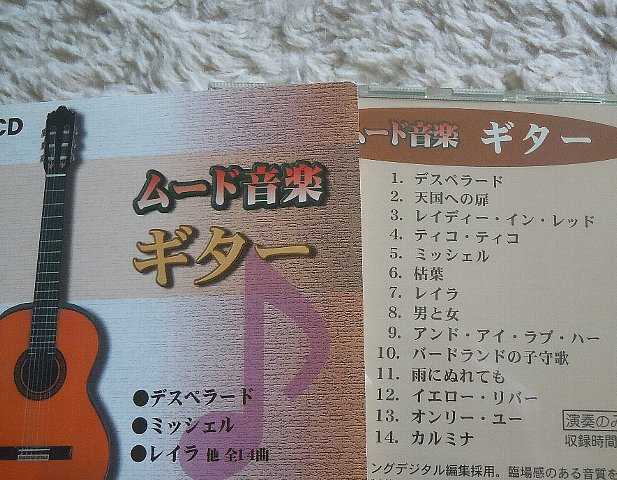 CD
ムード音楽
ギター
●デスペラード
●ミッシェル
●レイラ 他 全14曲
ムード音楽 ギター
1. デスペラード
2. 天国への扉
3. レイディー・イン・レッド
4. ティコ・ティコ
5. ミッシェル
6. 枯葉
7. レイラ
8. 男と女
9. アンド・アイ・ラブ・ハー
10. バードランドの子守歌
11. 雨にぬれても
12. イエロー・リバー
13. オンリー・ユー
14. カルミナ
演奏のみ
収録時間
ングデジタル編集採用。臨場感のある音質を